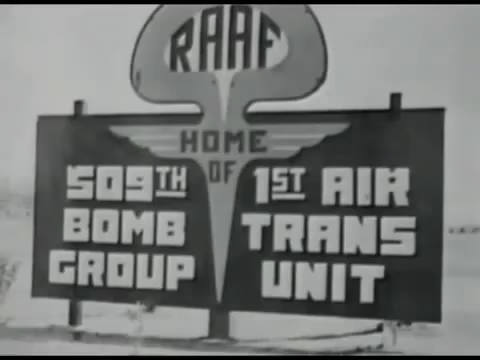 RAAF
HOME
OF
509TH
BOMB
GROUP
1ST AIR
TRANS
UNIT